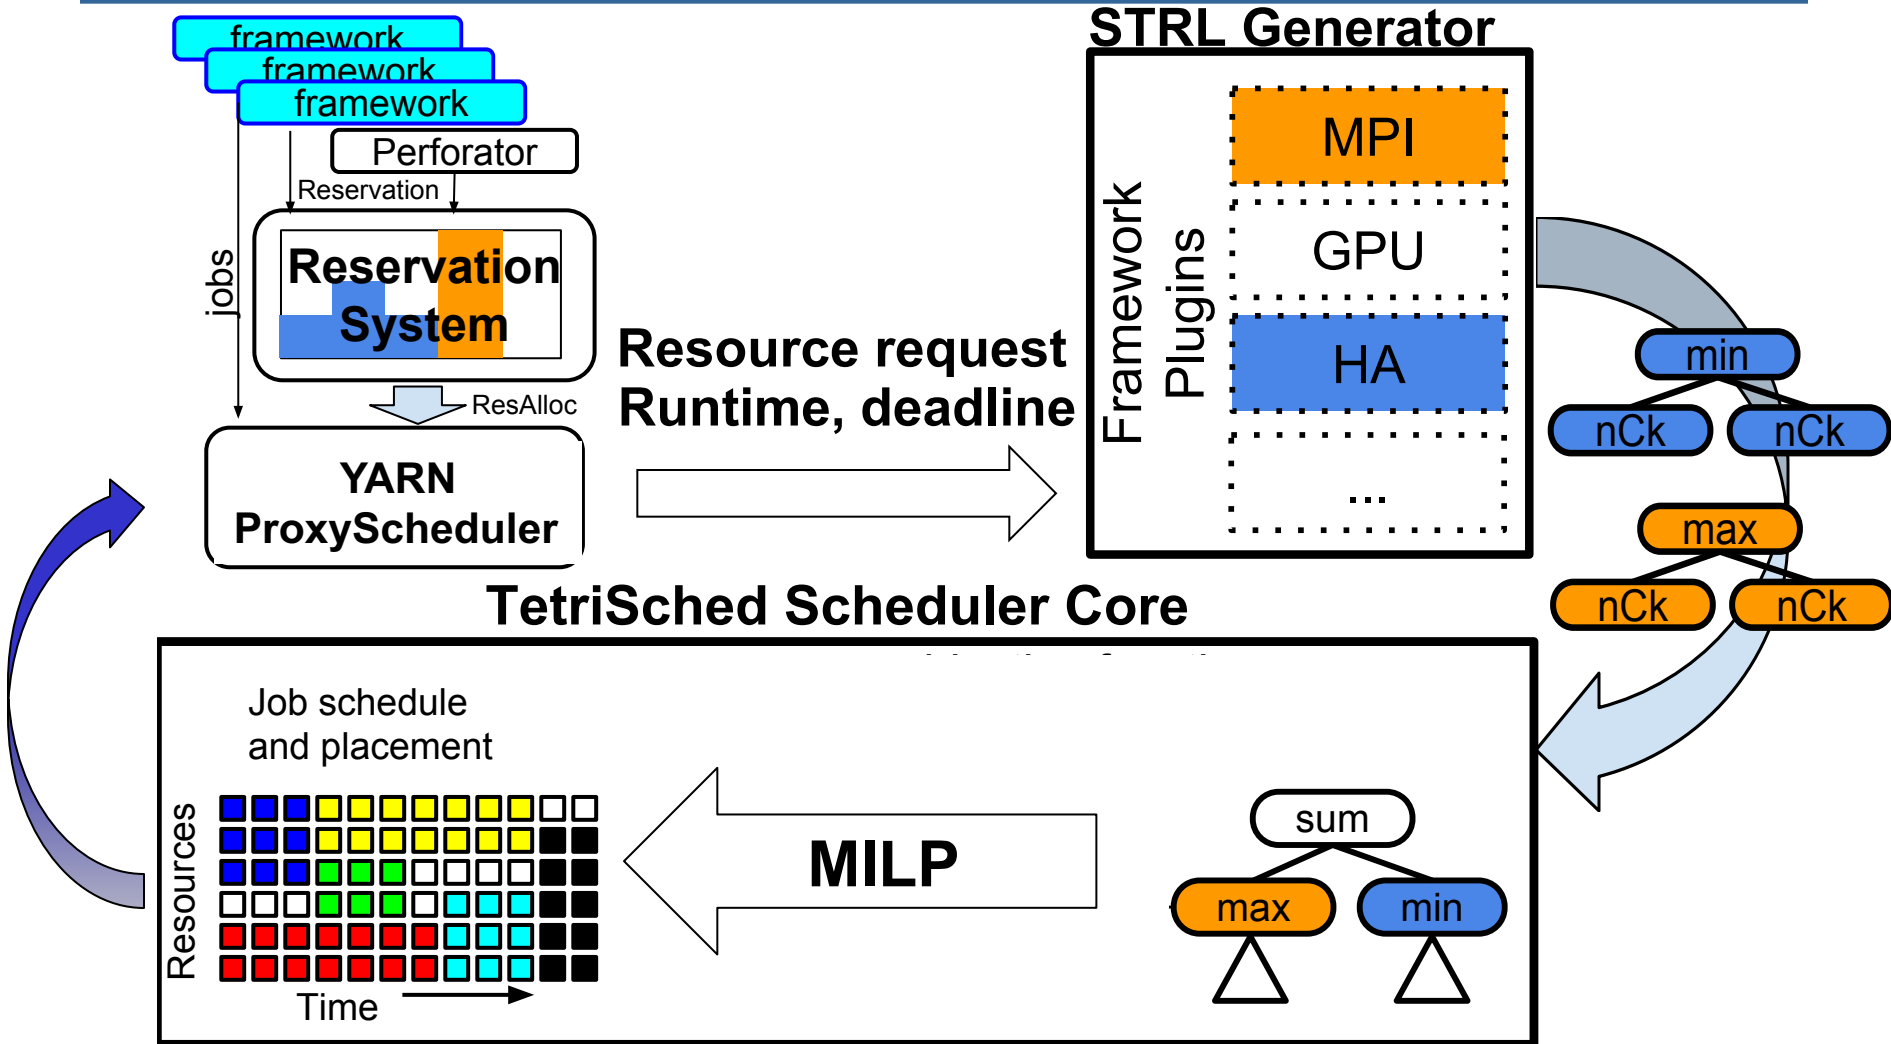 STRL Generator
framework
framework
framework
Perforator
Reservation
jobs
Reservation
System
ResAlloc
YARN
ProxyScheduler
Resource request
Runtime, deadline
Framework
Plugins
MPI
GPU
HA
...
min
nCk
nCk
max
nCk
nCk
TetriSched Scheduler Core
Job schedule
and placement
Resources
Time
MILP
sum
max
min